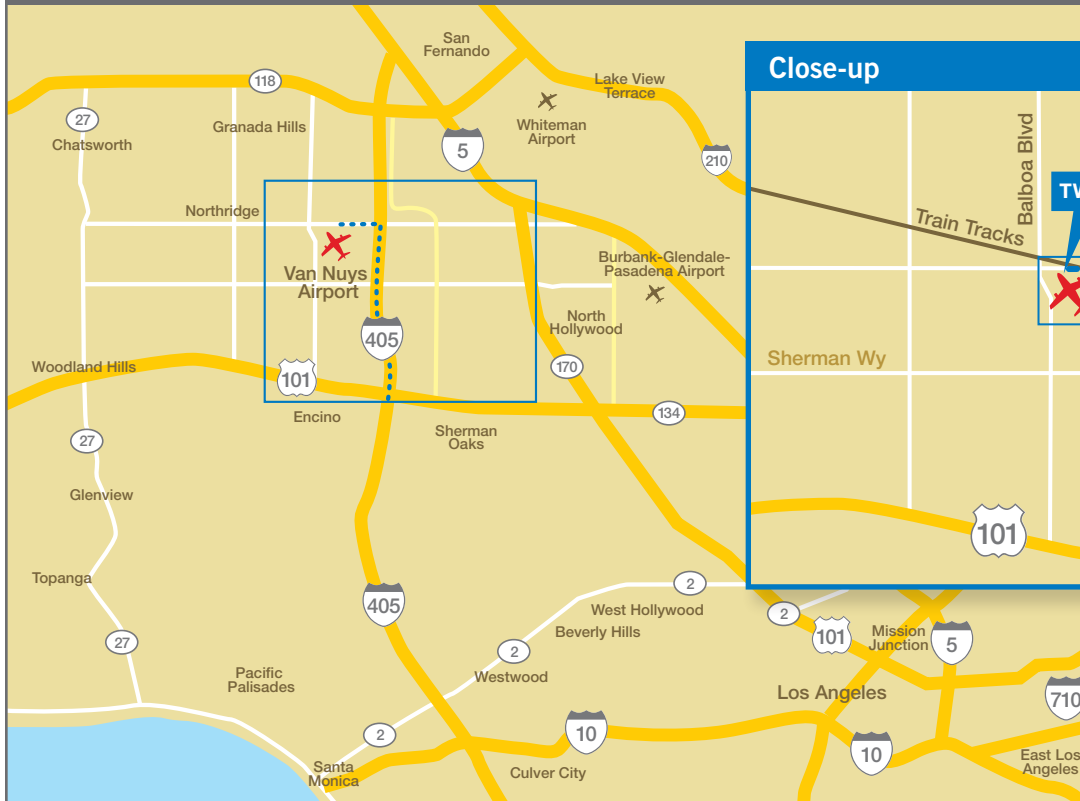 San
Fernando
Close-up
118
Lake View
Terrace
27
Whiteman
Airport
Granada Hills
Chatsworth
5
210
Balboa Blvd
TW
Northridge
Train Tracks
Van Nuys
Airport
Burbank-Glendale-
Pasadena Airport
North
Hollywood
405
Sherman Wy
Woodland Hills
101
170
Encino
134
Sherman
Oaks
27
Glenview
101
Topanga
405
2
West Hollywood
2
Beverly Hills
101
Mission
Junction
5
27
2
Westwood
Pacific
Palisades
Los Angeles
710
2
10
10
Santa
Monica
Culver City
East Los
Angeles